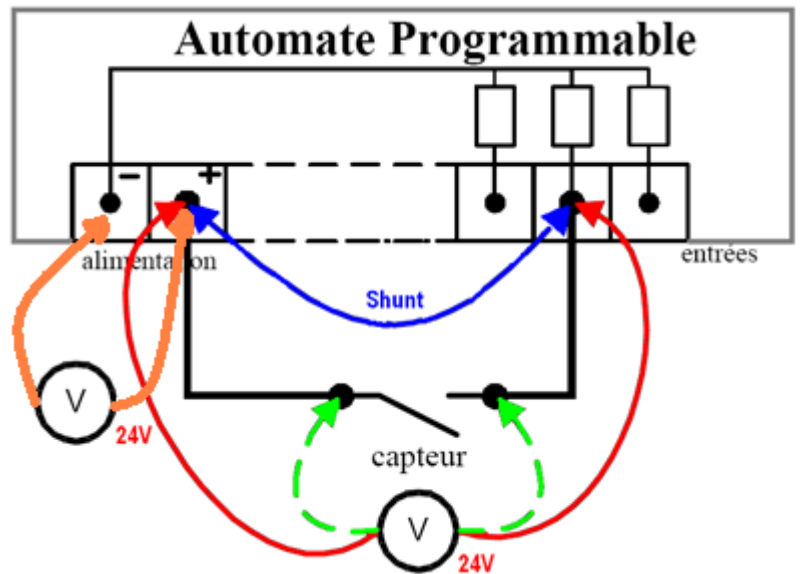 Automate Programmable
- +
alimentation
entrées
Shunt
V
24V
capteur
V
24V